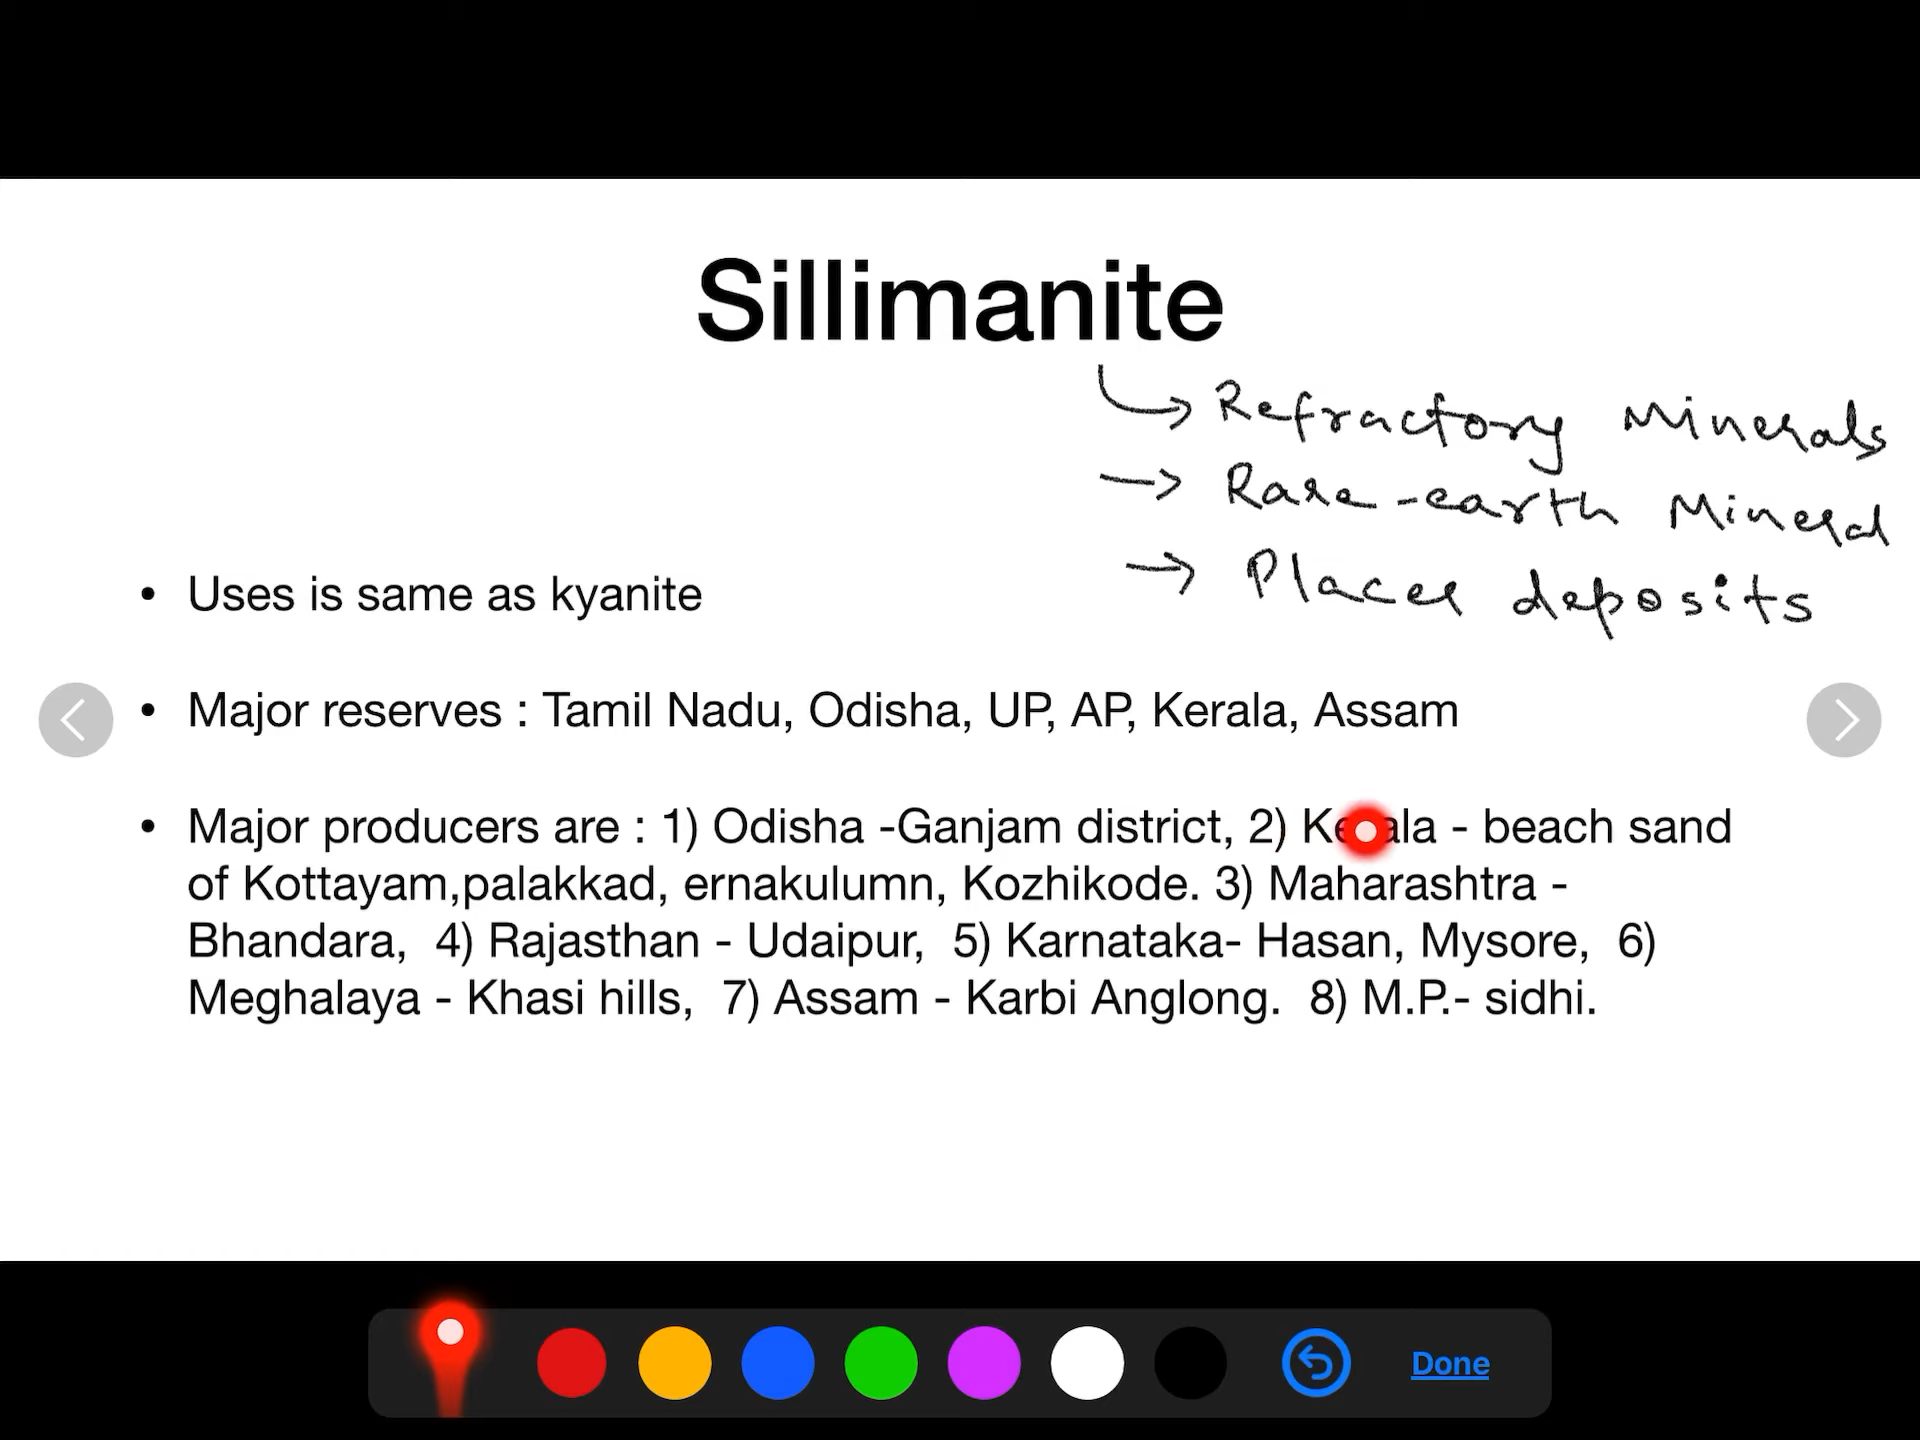 Sillimanite
→ Refractory Minerals
→ Rare-earth Mineral
→ Placer deposits
• Uses is same as kyanite
• Major reserves : Tamil Nadu, Odisha, UP, AP, Kerala, Assam
• Major producers are : 1) Odisha -Ganjam district, 2) Kerala - beach sand
of Kottayam,palakkad, ernakulumn, Kozhikode. 3) Maharashtra -
Bhandara, 4) Rajasthan - Udaipur, 5) Karnataka- Hasan, Mysore, 6)
Meghalaya - Khasi hills, 7) Assam - Karbi Anglong. 8) M.P.- sidhi.
Done